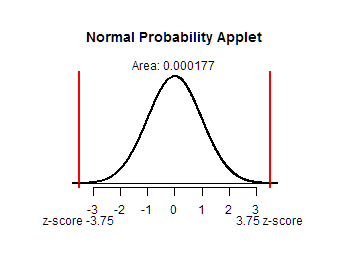 Normal Probability Applet
Area: 0.000177
-3 -2 -1 0 1 2 3
z-score -3.75 3.75 z-score